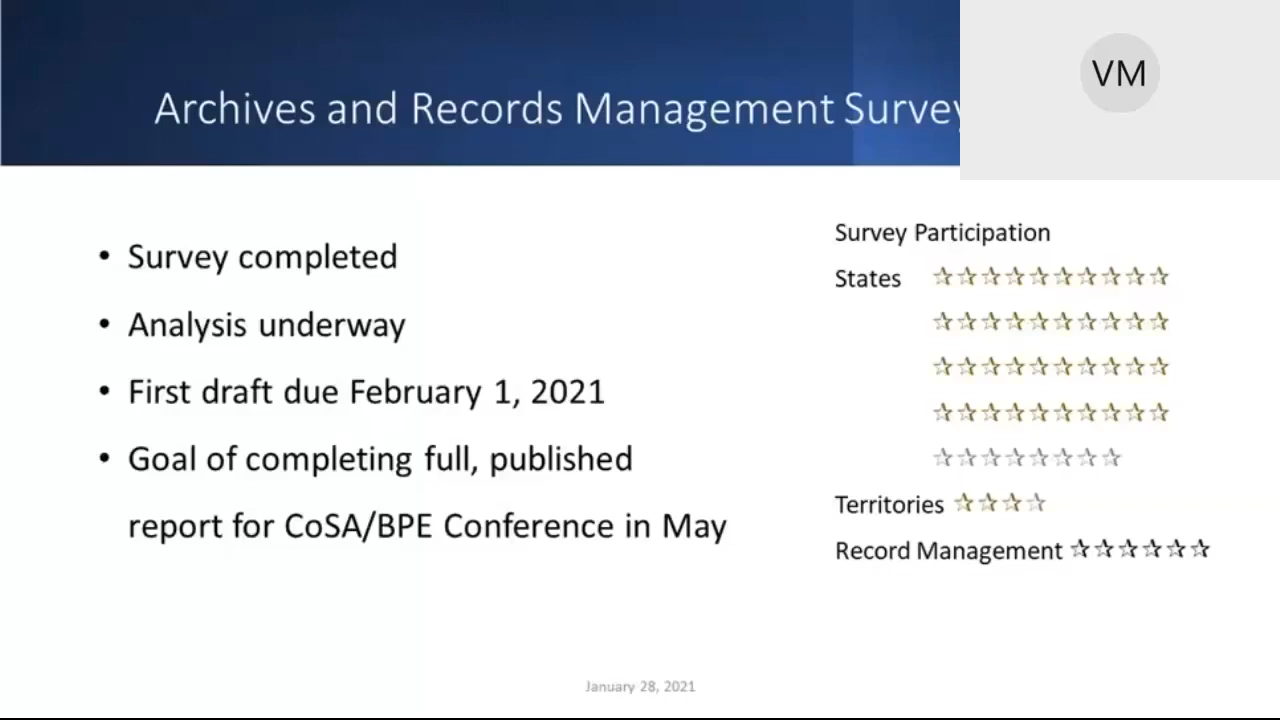 Archives and Records Management Survey
VM
• Survey completed
• Analysis underway
• First draft due February 1, 2021
• Goal of completing full, published
report for CoSA/BPE Conference in May
Survey Participation
States ☆☆☆☆☆☆☆☆☆☆
☆☆☆☆☆☆☆☆☆☆
☆☆☆☆☆☆☆☆☆☆
☆☆☆☆☆☆☆☆☆☆
☆☆☆☆☆☆☆☆
Territories ☆☆☆☆
Record Management ☆☆☆☆☆☆
January 28, 2021